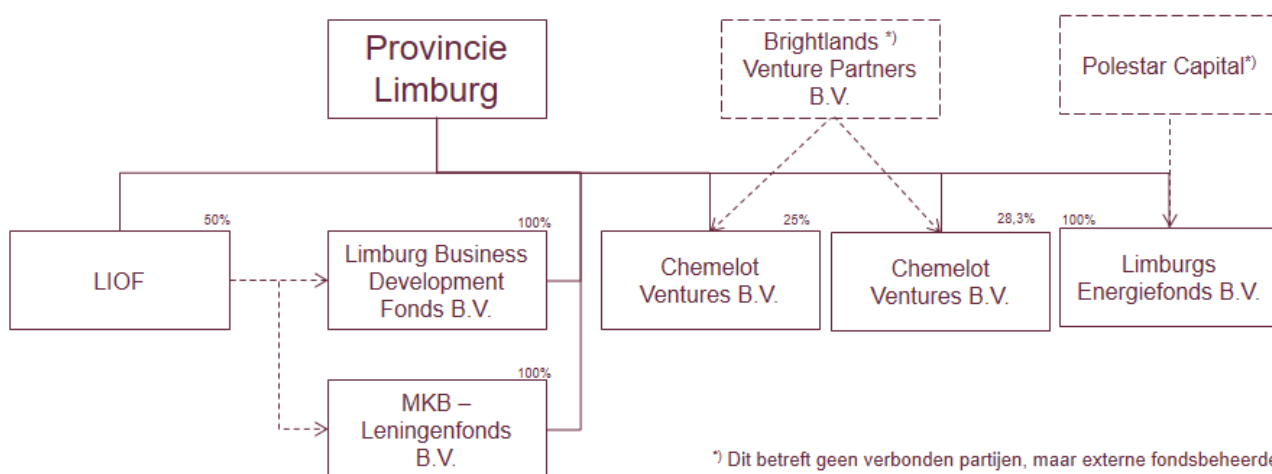 Provincie
Limburg
Brightlands *)
Venture Partners
B.V.
Polestar Capital*)
50%
LIOF
100%
Limburg Business
Development
Fonds B.V.
25%
Chemelot
Ventures B.V.
28,3%
Chemelot
Ventures B.V.
100%
Limburgs
Energiefonds B.V.
100%
MKB –
Leningenfonds
B.V.
*) Dit betreft geen verbonden partijen, maar externe fondsbeheerde